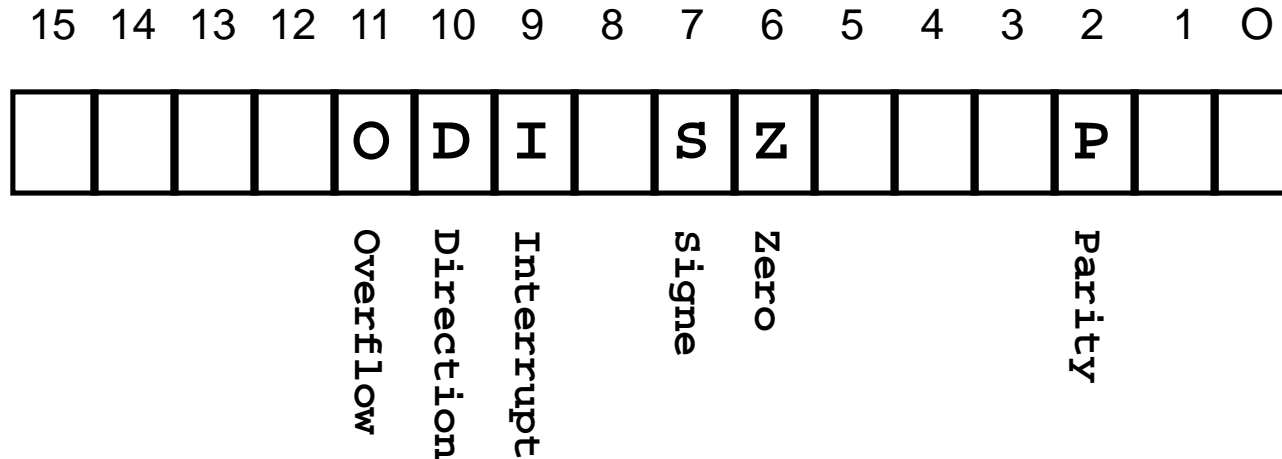 15 14 13 12 11 10 9 8 7 6 5 4 3 2 1 O
O D I S Z P
Overflow
Direction
Interrupt
Signe
Zero
Parity